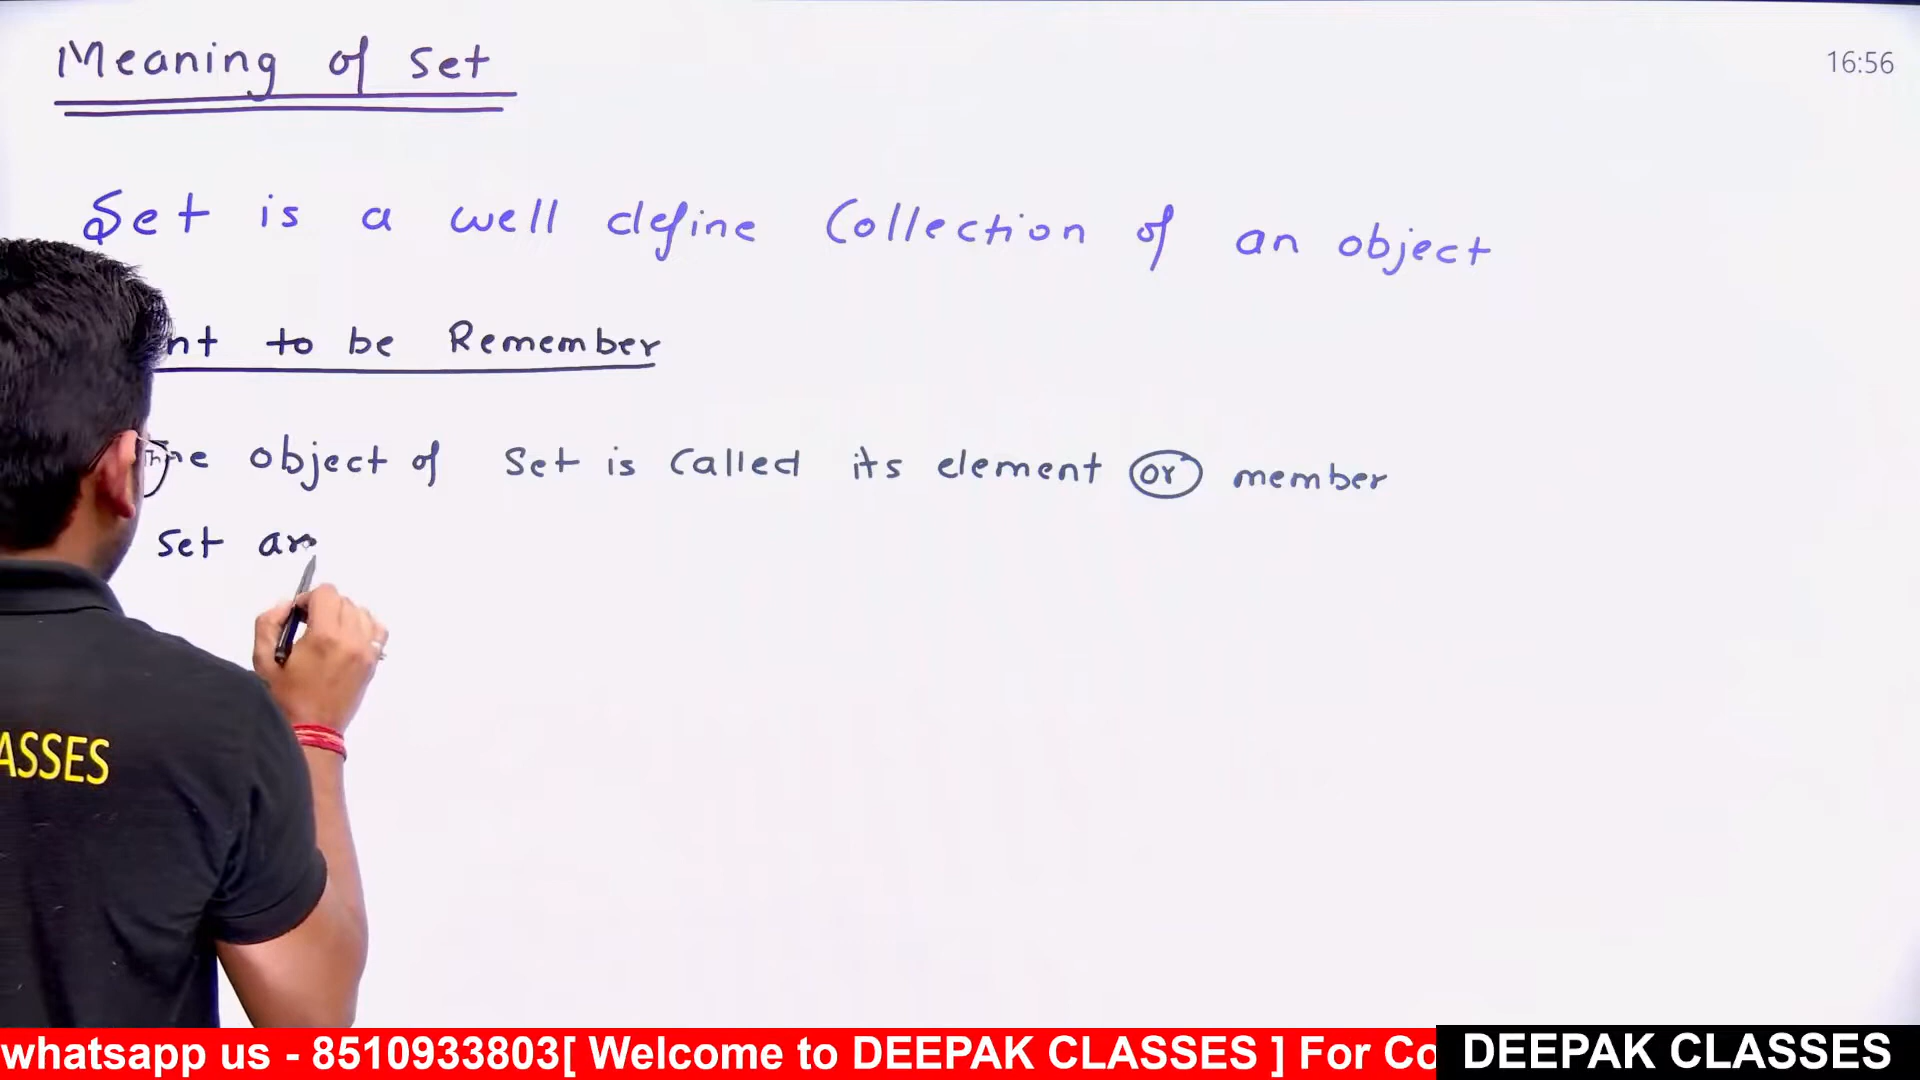 Meaning of set
16:56
Set is a well define Collection of an object
nt to be Remember
The object of set is called its element or member
set ar
ASSES
whatsapp us - 8510933803[ Welcome to DEEPAK CLASSES ] For Co
DEEPAK CLASSES